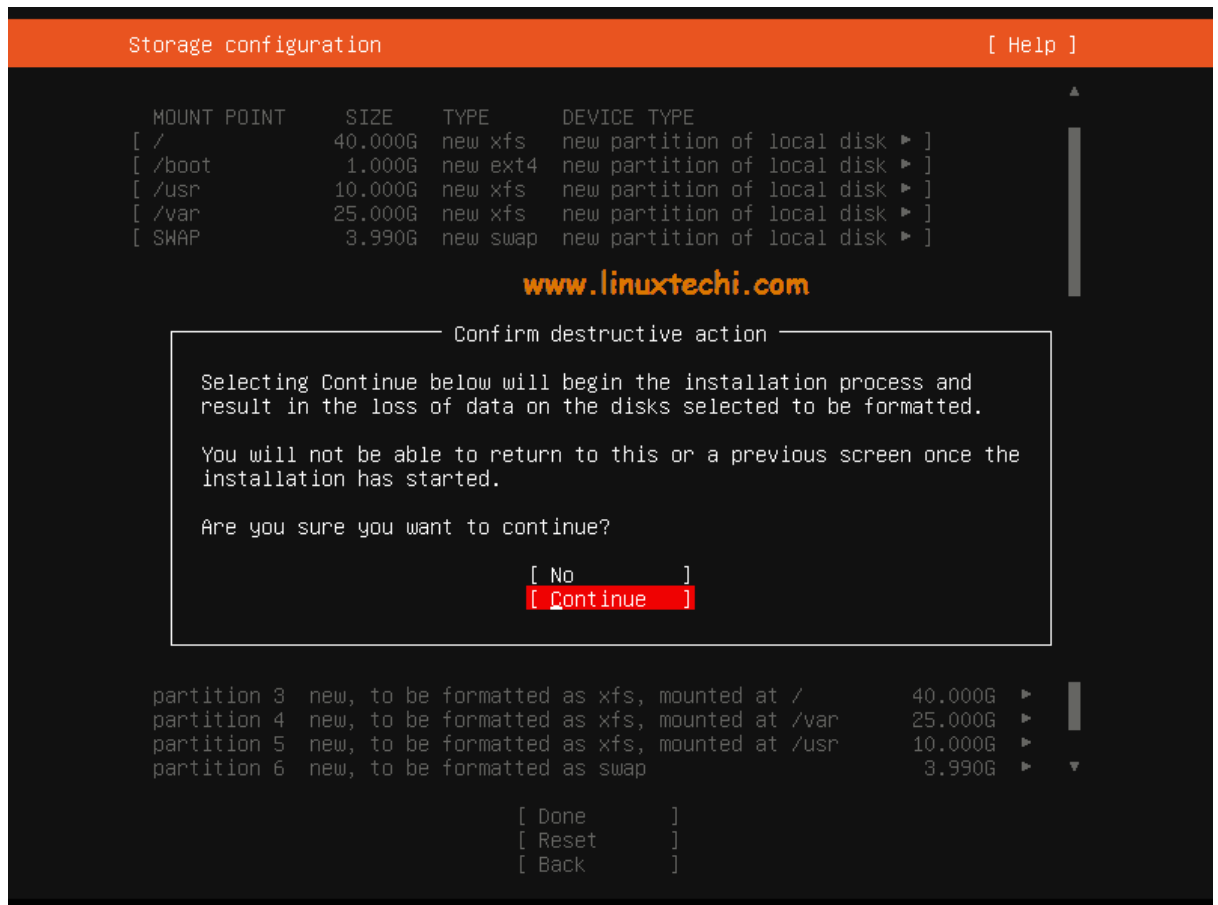 Storage configuration [ Help ]
▲
MOUNT POINT SIZE TYPE DEVICE TYPE
[ / 40.000G new xfs new partition of local disk ▸ ]
[ /boot 1.000G new ext4 new partition of local disk ▸ ]
[ /usr 10.000G new xfs new partition of local disk ▸ ]
[ /var 25.000G new xfs new partition of local disk ▸ ]
[ SWAP 3.990G new swap new partition of local disk ▸ ]
www.linuxtechi.com
Confirm destructive action
Selecting Continue below will begin the installation process and
result in the loss of data on the disks selected to be formatted.
You will not be able to return to this or a previous screen once the
installation has started.
Are you sure you want to continue?
[ No ]
[ Continue ]
partition 3 new, to be formatted as xfs, mounted at / 40.000G ▸
partition 4 new, to be formatted as xfs, mounted at /var 25.000G ▸
partition 5 new, to be formatted as xfs, mounted at /usr 10.000G ▸
partition 6 new, to be formatted as swap 3.990G ▸ ▼
[ Done ]
[ Reset ]
[ Back ]